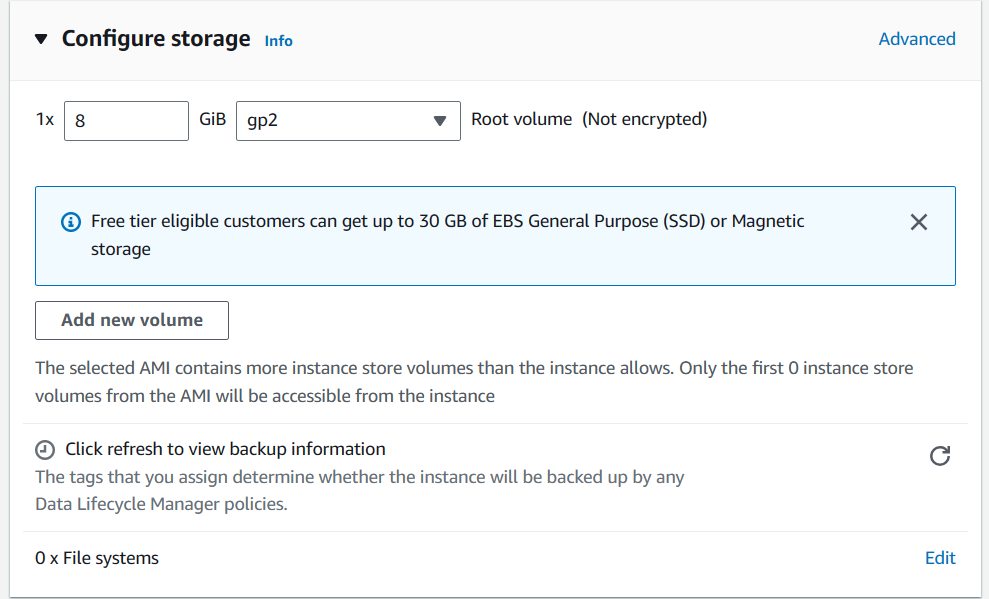 Configure storage Info Advanced
1x 8 GiB gp2 Root volume (Not encrypted)
Free tier eligible customers can get up to 30 GB of EBS General Purpose (SSD) or Magnetic
storage
Add new volume
The selected AMI contains more instance store volumes than the instance allows. Only the first 0 instance store
volumes from the AMI will be accessible from the instance
Click refresh to view backup information
The tags that you assign determine whether the instance will be backed up by any
Data Lifecycle Manager policies.
0 x File systems Edit